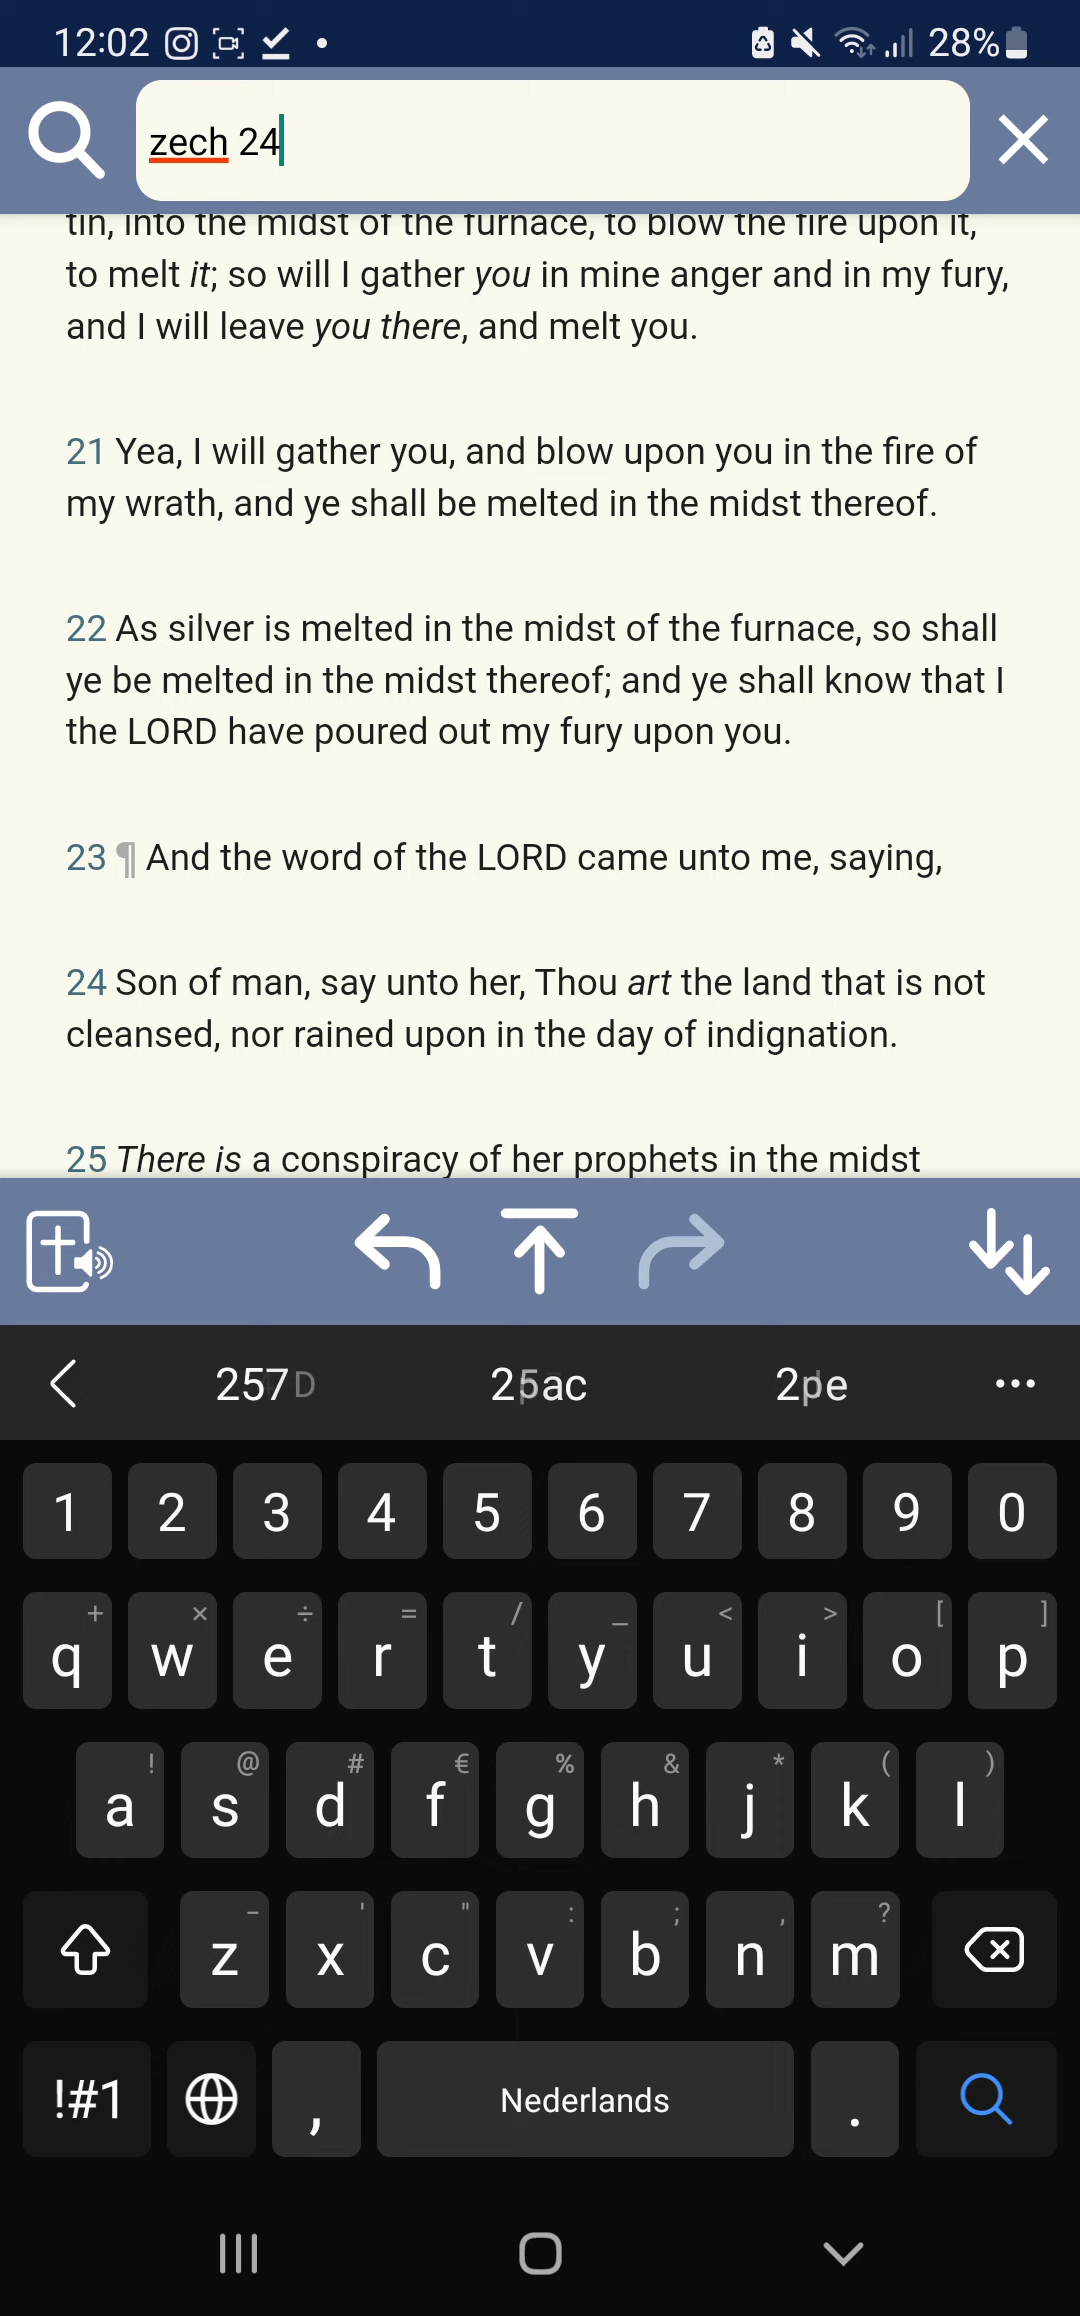 12:02 28%
zech 24
tin, into the midst of the furnace, to blow the fire upon it,
to melt it; so will I gather you in mine anger and in my fury,
and I will leave you there, and melt you.
21 Yea, I will gather you, and blow upon you in the fire of
my wrath, and ye shall be melted in the midst thereof.
22 As silver is melted in the midst of the furnace, so shall
ye be melted in the midst thereof; and ye shall know that I
the LORD have poured out my fury upon you.
23 ¶ And the word of the LORD came unto me, saying,
24 Son of man, say unto her, Thou art the land that is not
cleansed, nor rained upon in the day of indignation.
25 There is a conspiracy of her prophets in the midst
1 2 3 4 5 6 7 8 9 0
+ × ÷ = / _ < > [ ]
q w e r t y u i o p
! @ # € % & * ( )
a s d f g h j k l
- ' " : ; , ?
z x c v b n m
!#1 , Nederlands .